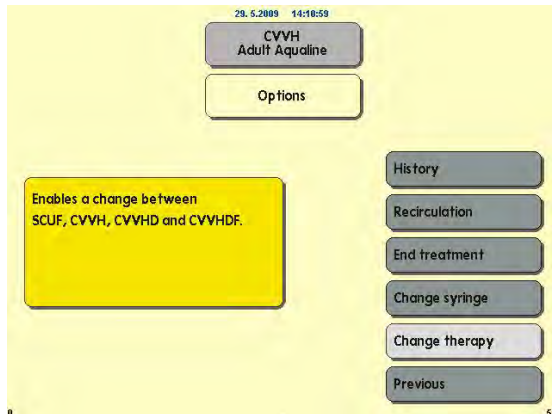 29. 5.2009 14:18:59
CVVH
Adult Aqualine
Options
History
Enables a change between
SCUF, CVVH, CVVHD and CVVHDF.
Recirculation
End treatment
Change syringe
Change therapy
Previous